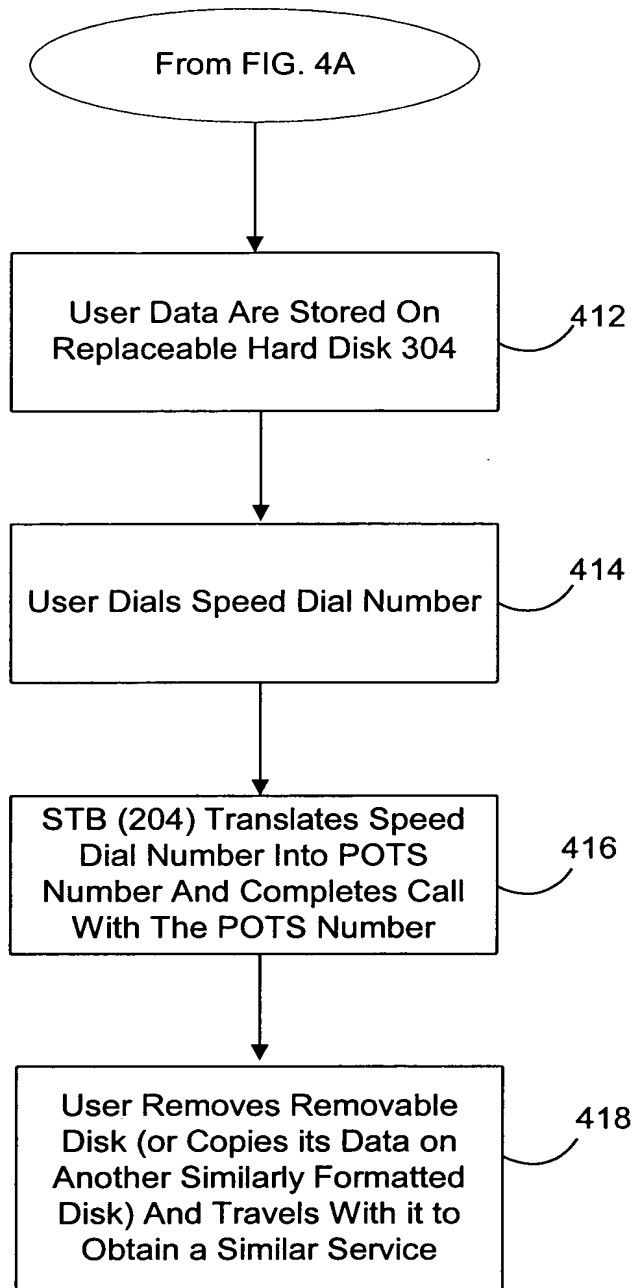 From FIG. 4A
User Data Are Stored On
Replaceable Hard Disk 304
412
User Dials Speed Dial Number
414
STB (204) Translates Speed
Dial Number Into POTS
Number And Completes Call
With The POTS Number
416
User Removes Removable
Disk (or Copies its Data on
Another Similarly Formatted
Disk) And Travels With it to
Obtain a Similar Service
418